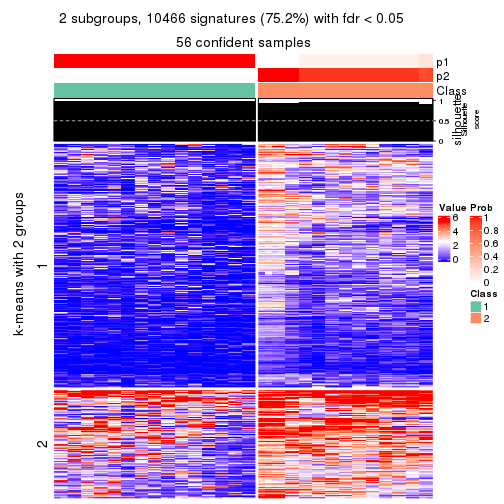 2 subgroups, 10466 signatures (75.2%) with fdr < 0.05
56 confident samples
p1
p2
Class
1
0.5
0
silhouette
Silhouette
score
k-means with 2 groups
1
2
Value
6
4
2
0
Prob
1
0.8
0.6
0.4
0.2
0
Class
1
2